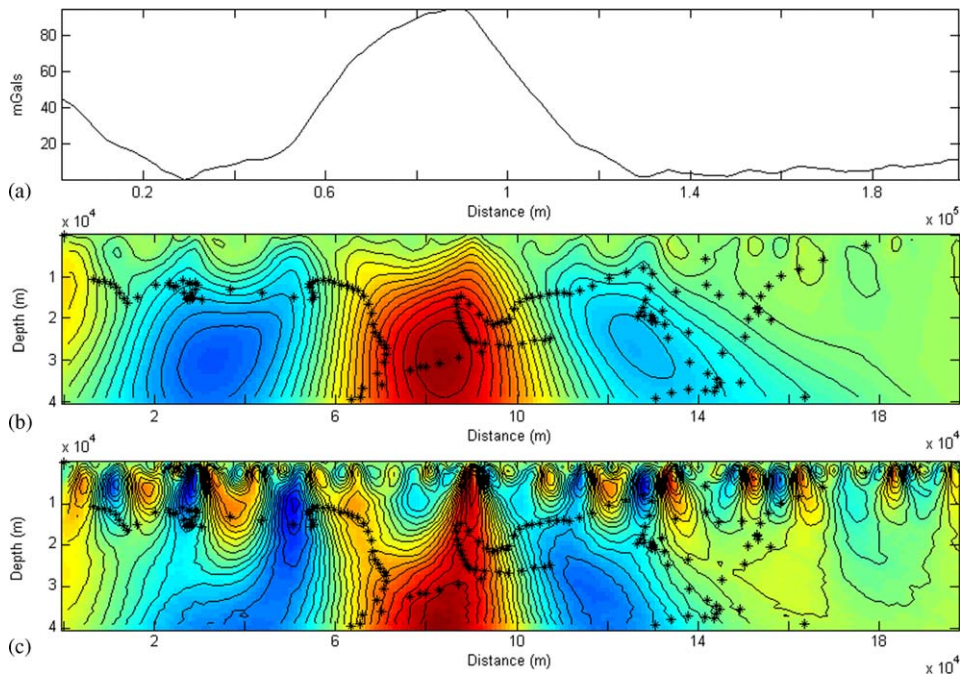 80
60
40
20
mGals
(a)
0.2 0.6 1 1.4 1.8
Distance (m)
x 10^5
x 10^4
1
2
3
4
Depth (m)
(b)
2 6 10 14 18
Distance (m)
x 10^4
x 10^4
1
2
3
4
Depth (m)
(c)
2 6 10 14 18
Distance (m)
x 10^4